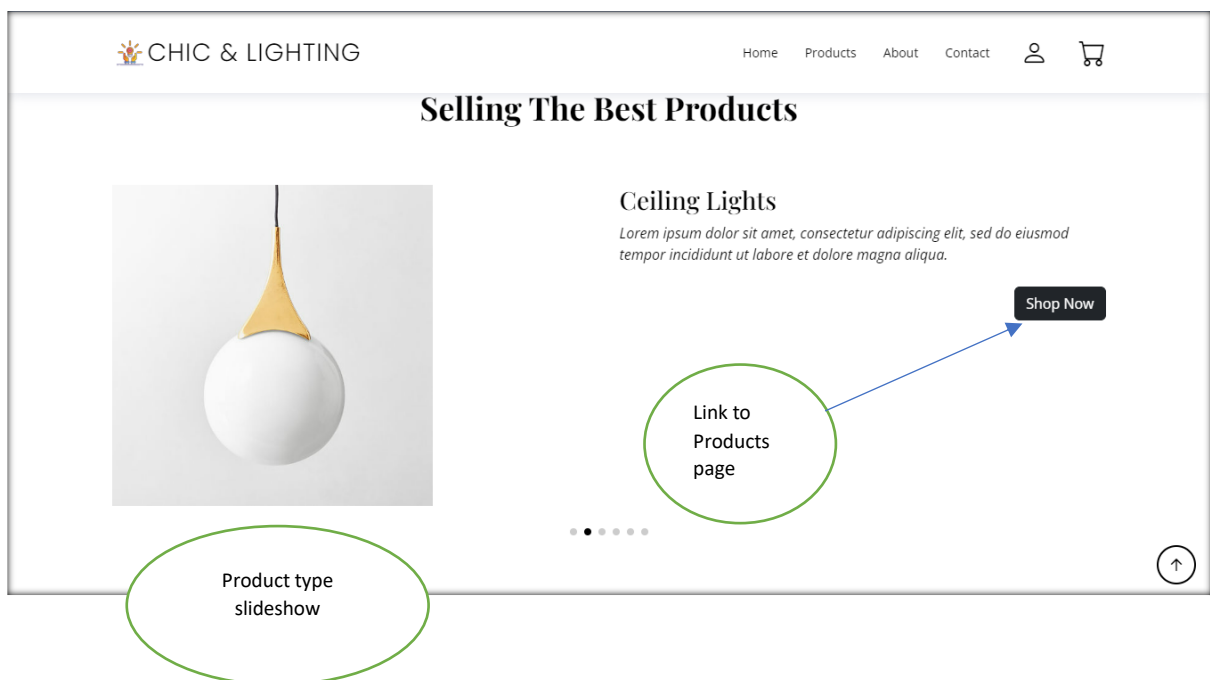 CHIC & LIGHTING
Home Products About Contact
Selling The Best Products
Ceiling Lights
Lorem ipsum dolor sit amet, consectetur adipiscing elit, sed do eiusmod
tempor incididunt ut labore et dolore magna aliqua.
Shop Now
Link to
Products
page
Product type
slideshow